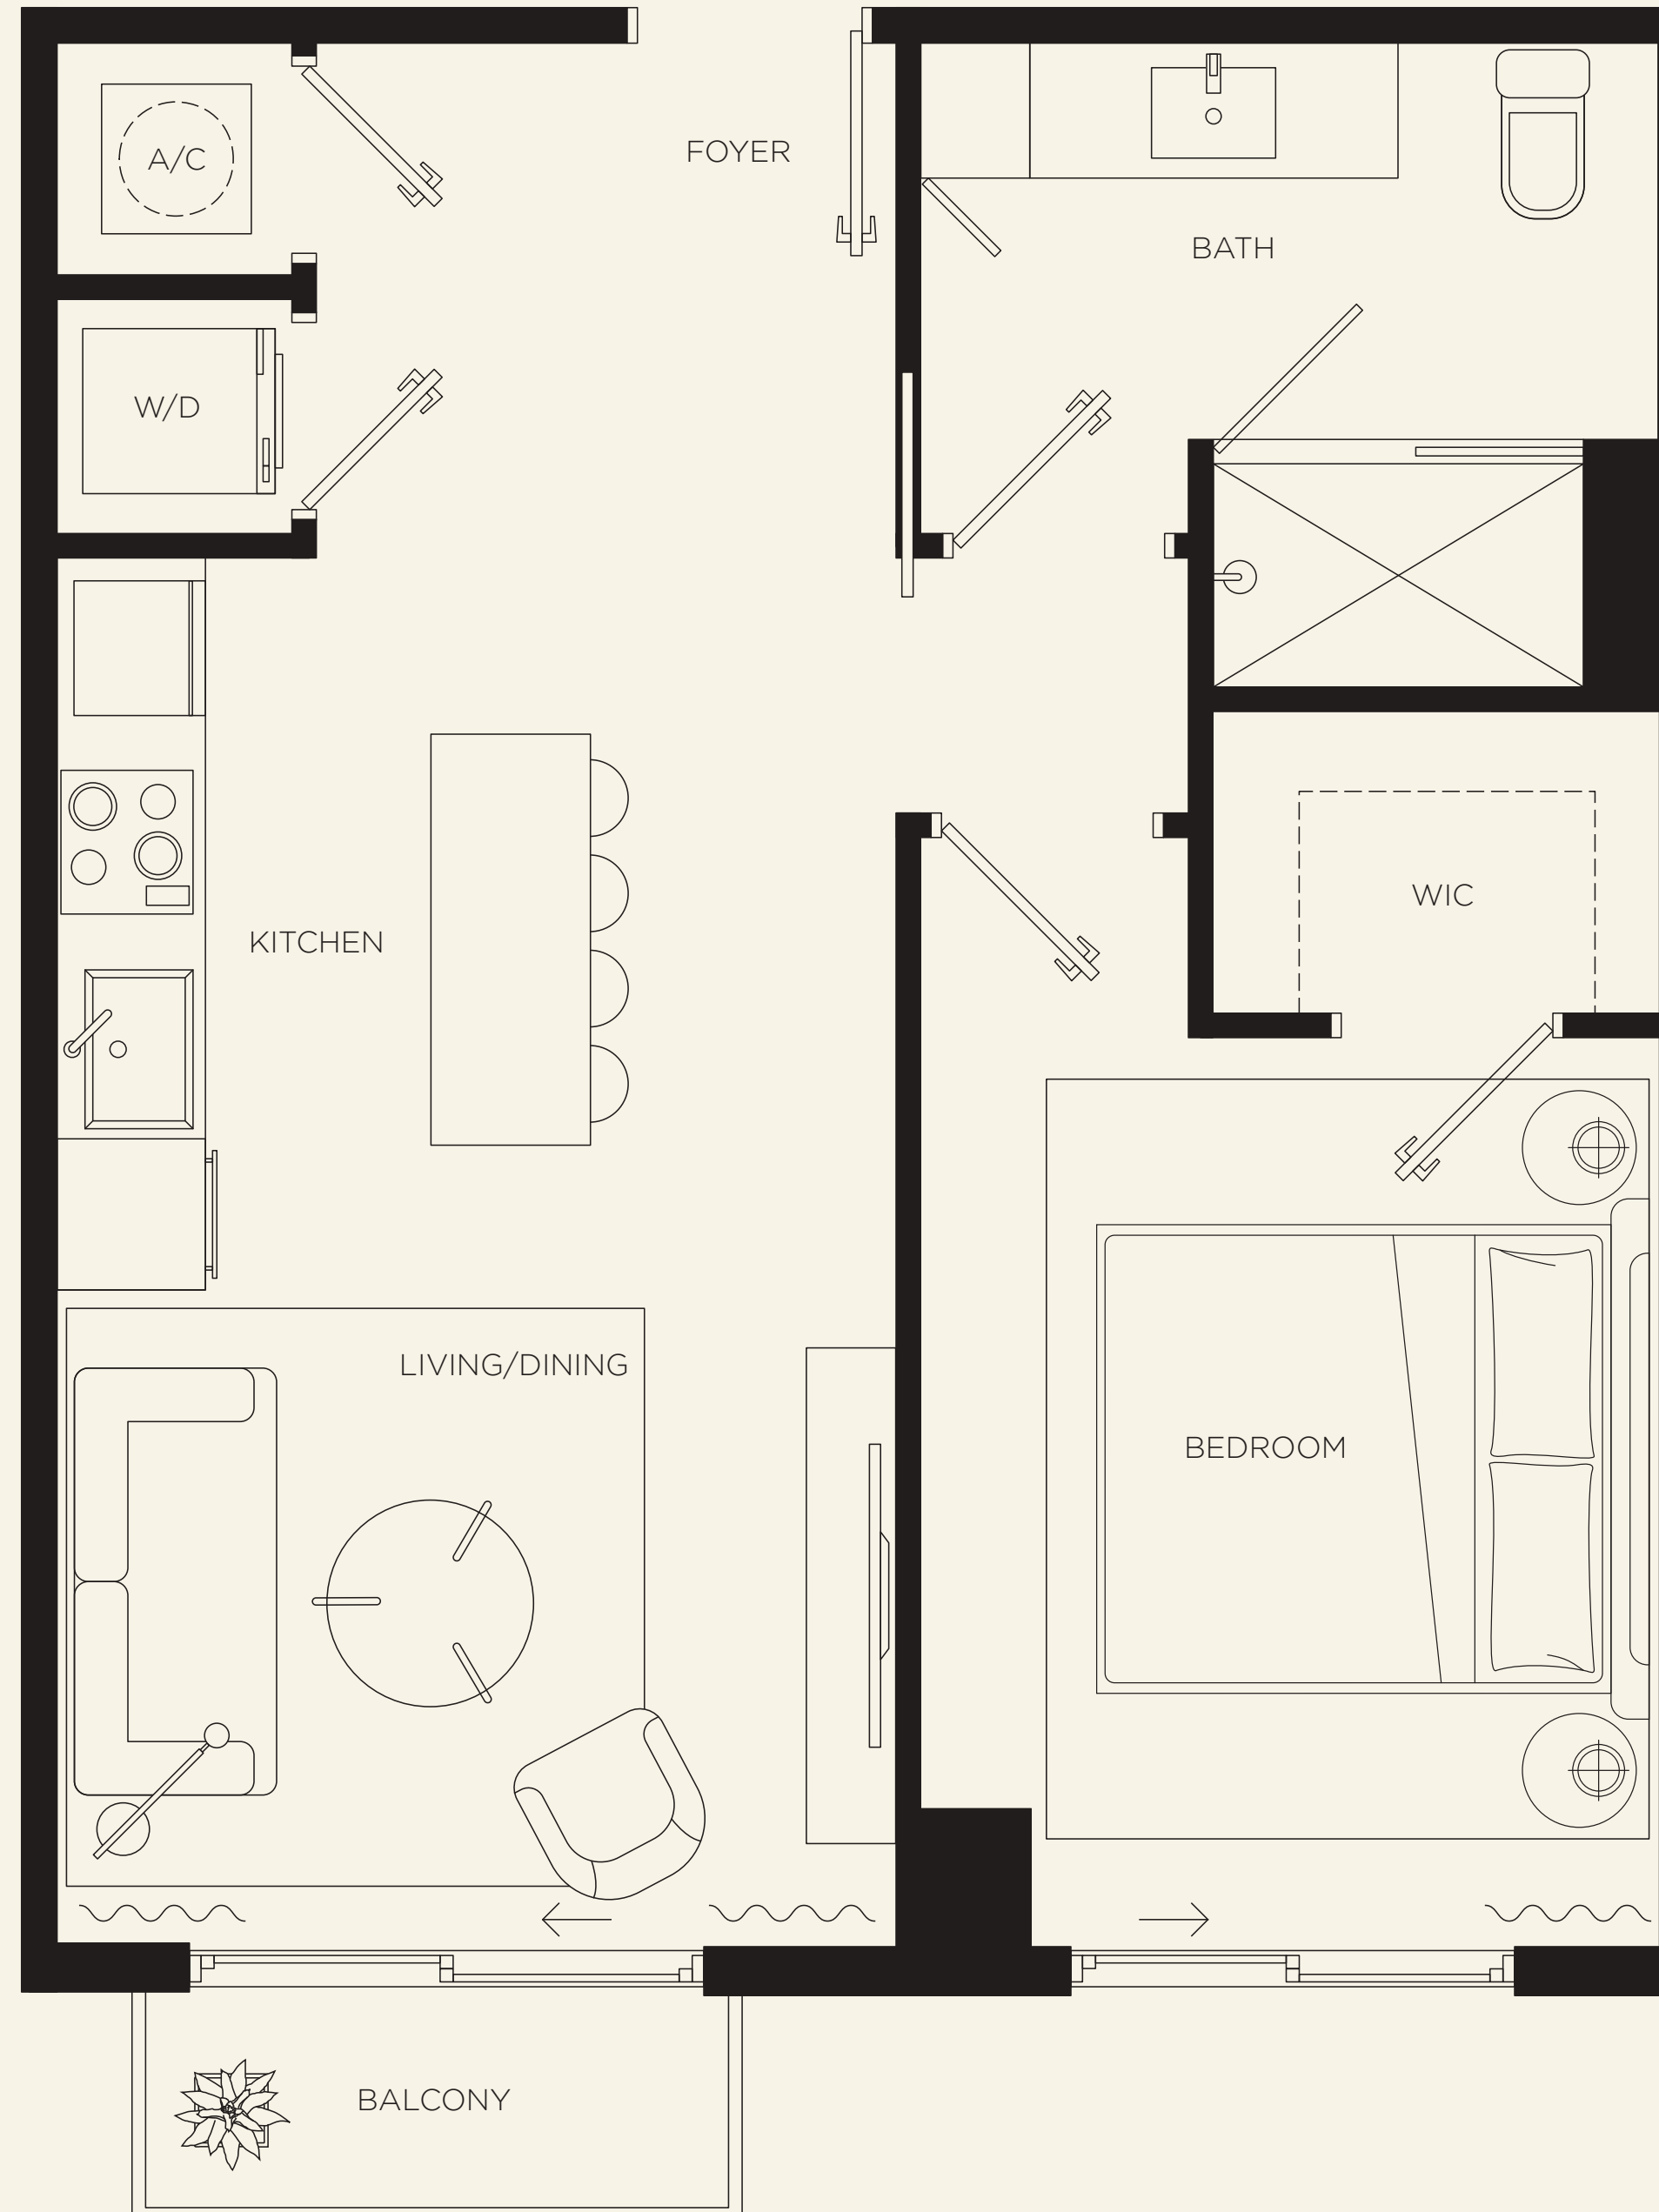 FOYER
A/C
BATH
W/D
WIC
KITCHEN
LIVING/DINING
BEDROOM
BALCONY